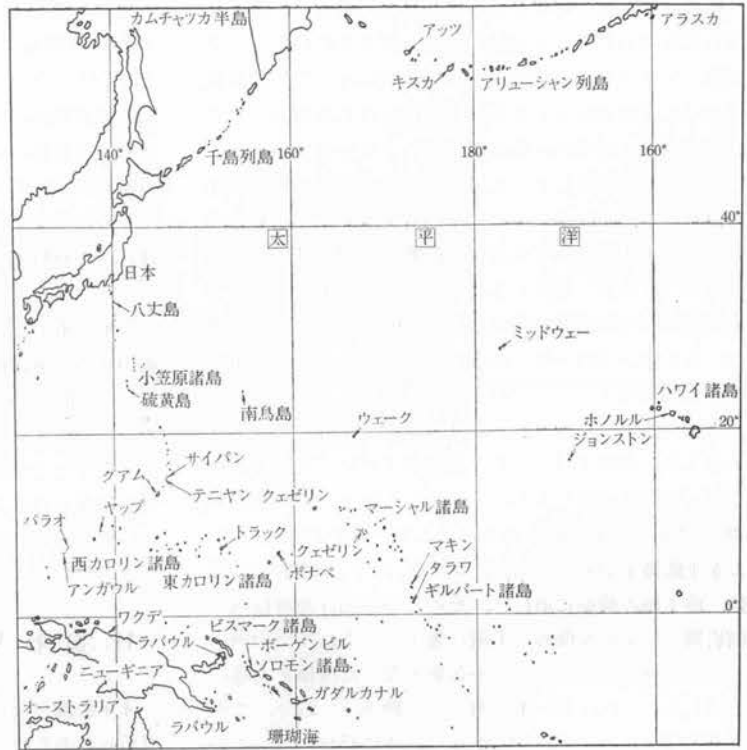 カムチャツカ半島
アッツ
アラスカ
キスカ
アリューシャン列島
140°
千島列島
160°
180°
160°
40°
太 平 洋
日本
八丈島
ミッドウェー
小笠原諸島
硫黄島
南鳥島
ウェーク
ハワイ諸島
ホノルル
20°
ジョンストン
サイパン
グアム
テニヤン
クェゼリン
ヤップ
マーシャル諸島
パラオ
トラック
クェゼリン
マキン
西カロリン諸島
ポナペ
タラワ
アンガウル
東カロリン諸島
ギルバート諸島
0°
ワクデ
ビスマーク諸島
ラバウル
ボーゲンビル
ニューギニア
ソロモン諸島
オーストラリア
ガダルカナル
ラバウル
珊瑚海